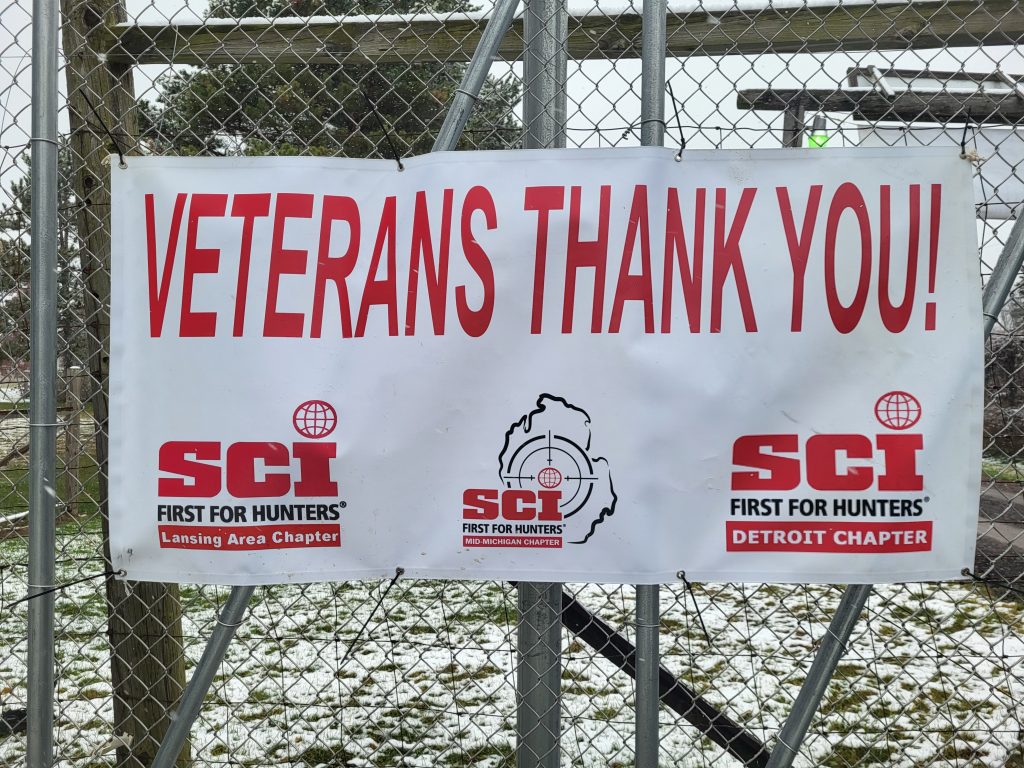 VETERANS THANK YOU!
SCI
FIRST FOR HUNTERS®
Lansing Area Chapter
SCI
FIRST FOR HUNTERS®
MID-MICHIGAN CHAPTER
SCI
FIRST FOR HUNTERS®
DETROIT CHAPTER